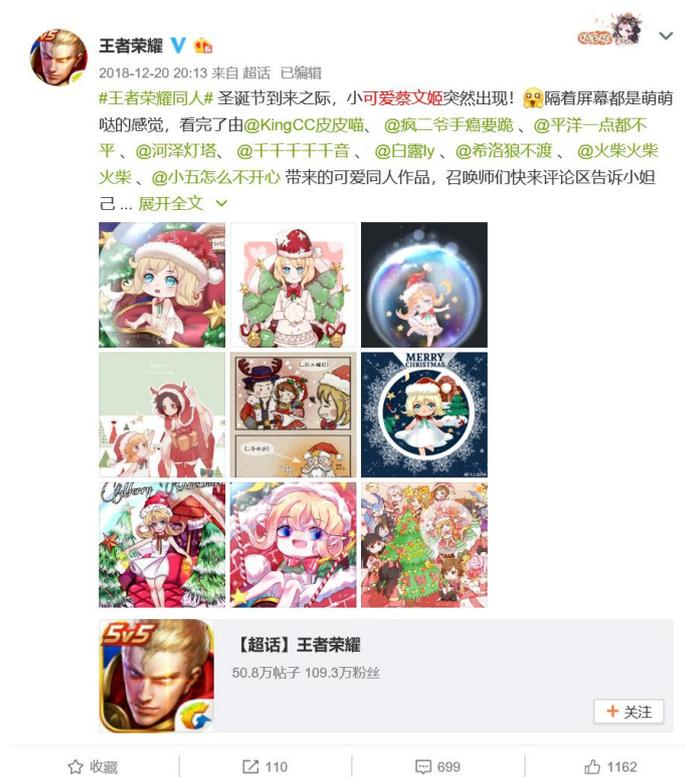 王者荣耀
2018-12-20 20:13 来自 超话 已编辑
#王者荣耀同人# 圣诞节到来之际，小可爱蔡文姬突然出现！隔着屏幕都是萌萌
哒的感觉，看完了由@KingCC皮皮喵、@疯二爷手癌要跪 、@平洋一点都不
平 、@河泽灯塔、 @千千千千千音 、 @白露ly 、@希洛狼不渡 、 @火柴火柴
火柴 、@小五怎么不开心 带来的可爱同人作品，召唤师们快来评论区告诉小妲
己 ... 展开全文
MERRY
CHRISTMAS
Merry
5v5
【超话】王者荣耀
50.8万帖子 109.3万粉丝
+ 关注
收藏
110
699
1162